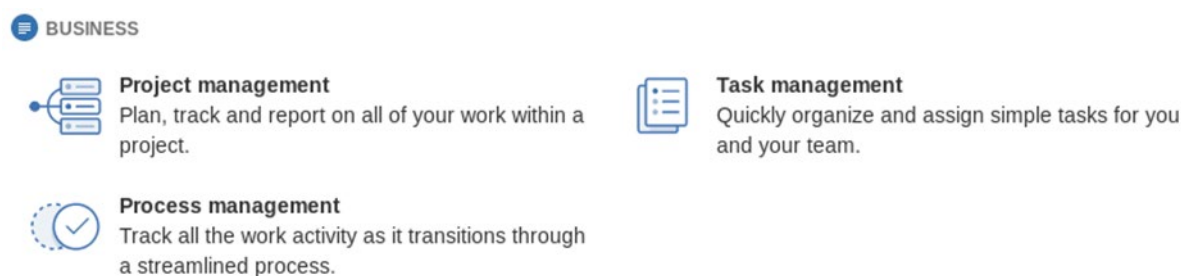 BUSINESS
Project management
Plan, track and report on all of your work within a
project.
Task management
Quickly organize and assign simple tasks for you
and your team.
Process management
Track all the work activity as it transitions through
a streamlined process.